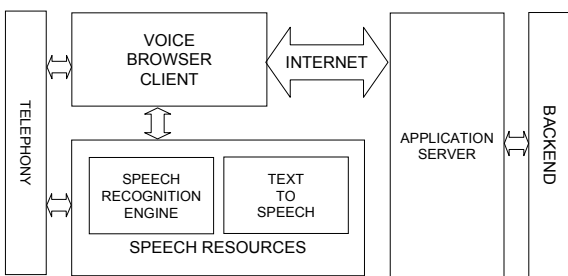 TELEPHONY
VOICE
BROWSER
CLIENT
INTERNET
APPLICATION
SERVER
BACKEND
SPEECH
RECOGNITION
ENGINE
TEXT
TO
SPEECH
SPEECH RESOURCES